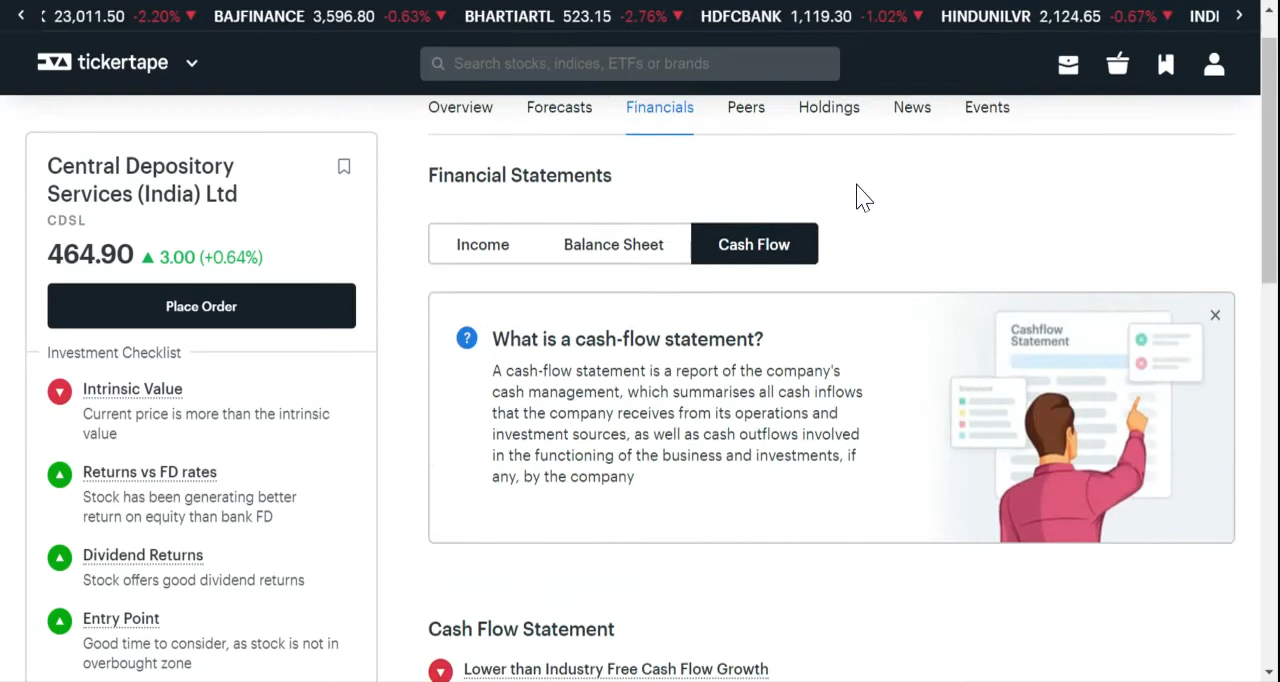 23,011.50 -2.20% ▼ BAJFINANCE 3,596.80 -0.63% ▼ BHARTIARTL 523.15 -2.76% ▼ HDFCBANK 1,119.30 -1.02% ▼ HINDUNILVR 2,124.65 -0.67% ▼ INDI
tickertape
Search stocks, indices, ETFs or brands
Overview Forecasts Financials Peers Holdings News Events
Central Depository
Services (India) Ltd
CDSL
464.90 ▲ 3.00 (+0.64%)
Place Order
Investment Checklist
Intrinsic Value
Current price is more than the intrinsic
value
Returns vs FD rates
Stock has been generating better
return on equity than bank FD
Dividend Returns
Stock offers good dividend returns
Entry Point
Good time to consider, as stock is not in
overbought zone
Financial Statements
Income Balance Sheet Cash Flow
? What is a cash-flow statement?
A cash-flow statement is a report of the company's
cash management, which summarises all cash inflows
that the company receives from its operations and
investment sources, as well as cash outflows involved
in the functioning of the business and investments, if
any, by the company
Cashflow
Statement
Cash Flow Statement
Lower than Industry Free Cash Flow Growth